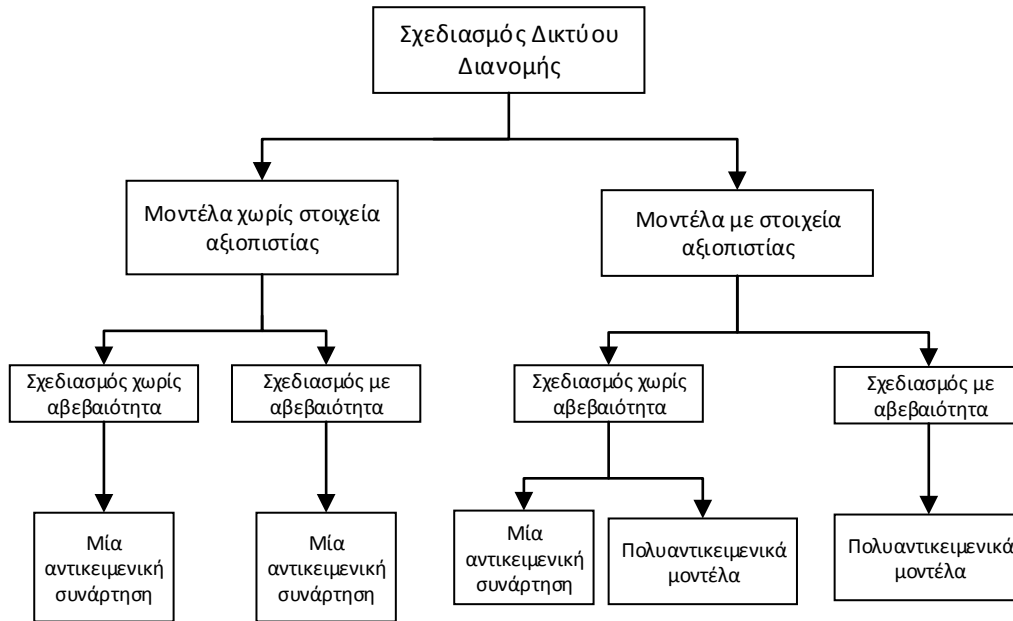 Σχεδιασμός Δικτύου
Διανομής
Μοντέλα χωρίς στοιχεία
αξιοπιστίας
Μοντέλα με στοιχεία
αξιοπιστίας
Σχεδιασμός χωρίς
αβεβαιότητα
Σχεδιασμός με
αβεβαιότητα
Σχεδιασμός χωρίς
αβεβαιότητα
Σχεδιασμός με
αβεβαιότητα
Μία
αντικειμενική
συνάρτηση
Μία
αντικειμενική
συνάρτηση
Μία
αντικειμενική
συνάρτηση
Πολυαντικειμενικά
μοντέλα
Πολυαντικειμενικά
μοντέλα